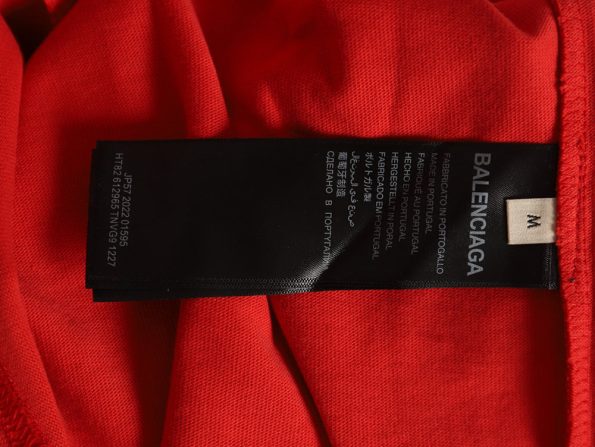 BALENCIAGA
M
FABBRICATO IN PORTOGALLO
MADE IN PORTUGAL
FABRIQUE AU PORTUGAL
HECHO EN PORTUGAL
HERGESTELLT IN PORAL
FABRICADO EM PORTUGAL
ポルトガル製
葡萄牙制造
صنع في البرتغال
СДЕЛАНО В ПОРТУГАЛИИ
JP57 2022 01595
HT82 612965 TNVG9 1227